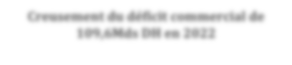 Creusement du déficit commercial de
109,6Mds DH en 2022